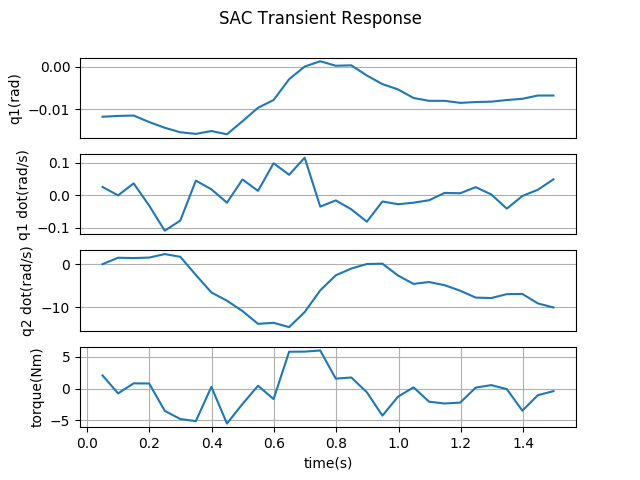 SAC Transient Response
q1(rad)
0.00
−0.01
q1 dot(rad/s)
0.1
0.0
−0.1
q2 dot(rad/s)
0
−10
torque(Nm)
5
0
−5
0.0 0.2 0.4 0.6 0.8 1.0 1.2 1.4
time(s)